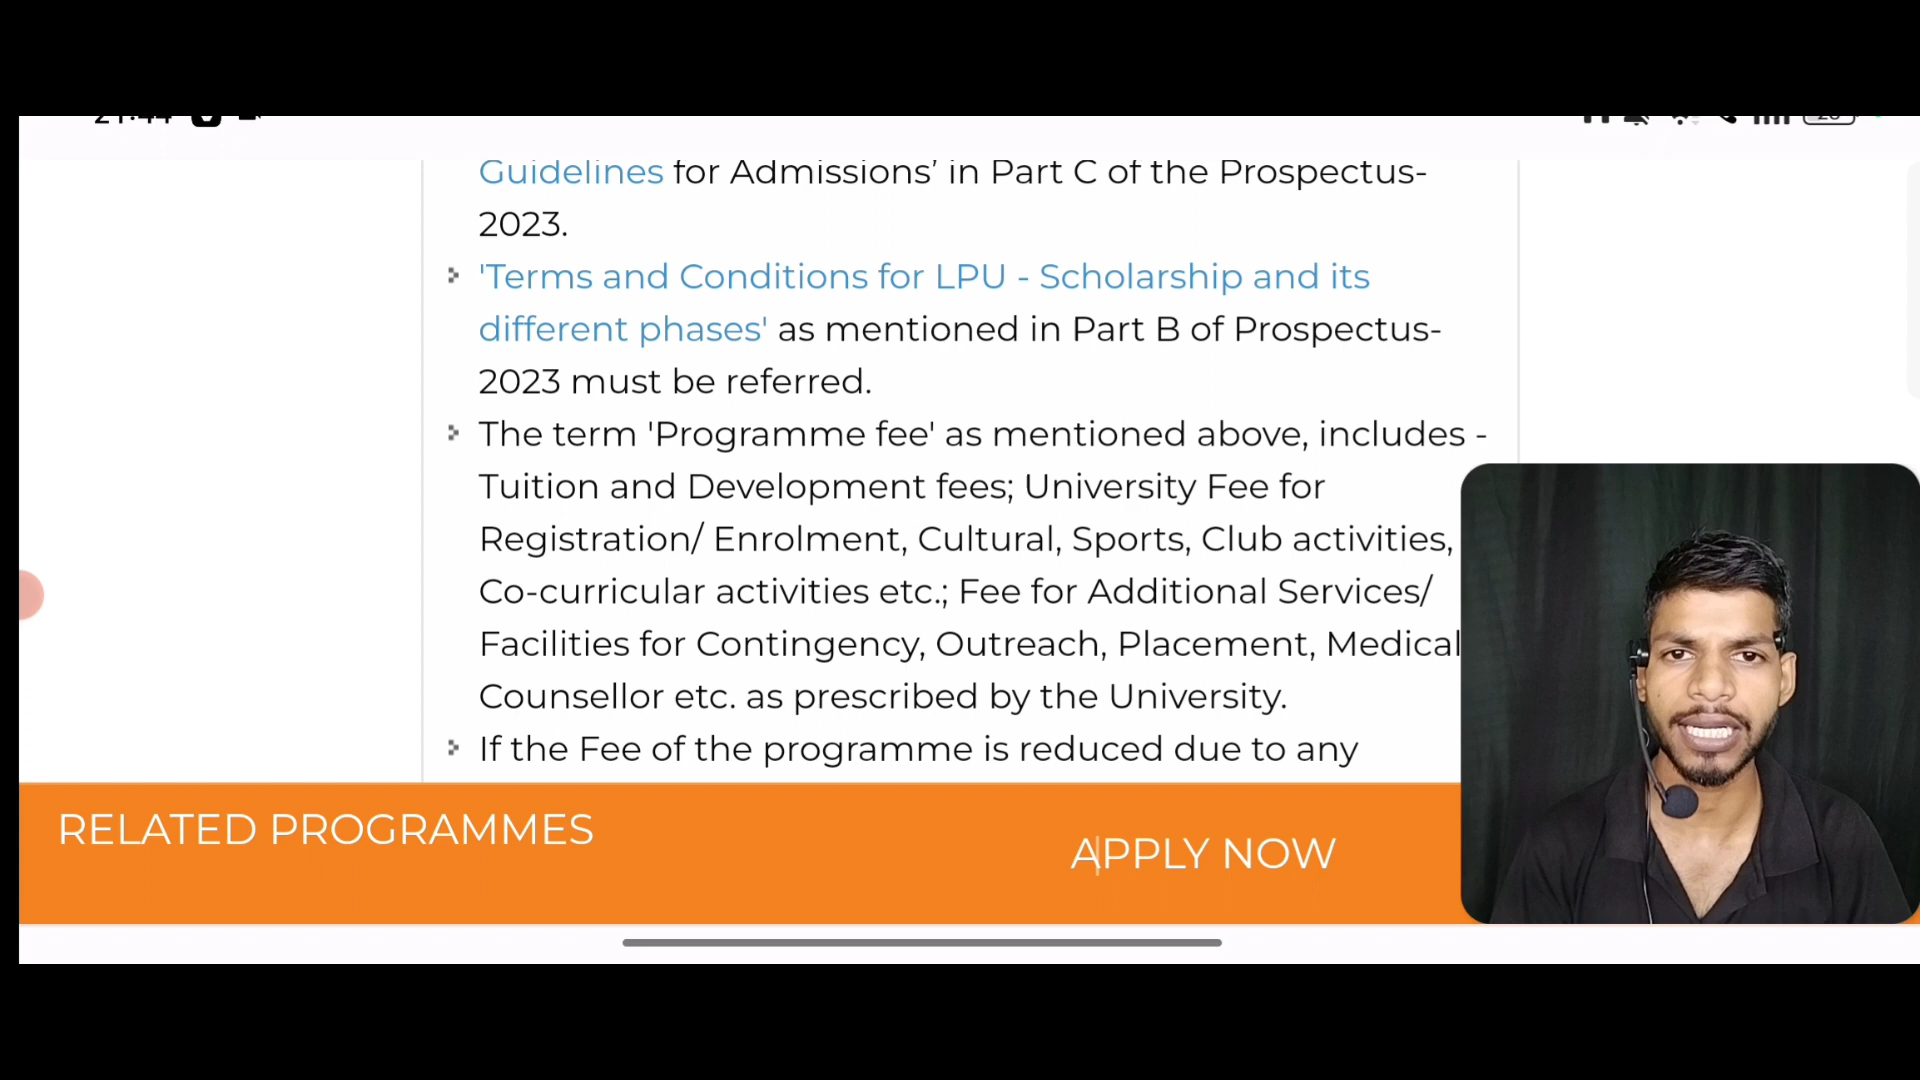 21:44
Guidelines for Admissions’ in Part C of the Prospectus-
2023.
'Terms and Conditions for LPU - Scholarship and its
different phases' as mentioned in Part B of Prospectus-
2023 must be referred.
The term 'Programme fee' as mentioned above, includes -
Tuition and Development fees; University Fee for
Registration/ Enrolment, Cultural, Sports, Club activities,
Co-curricular activities etc.; Fee for Additional Services/
Facilities for Contingency, Outreach, Placement, Medical
Counsellor etc. as prescribed by the University.
If the Fee of the programme is reduced due to any
RELATED PROGRAMMES
APPLY NOW